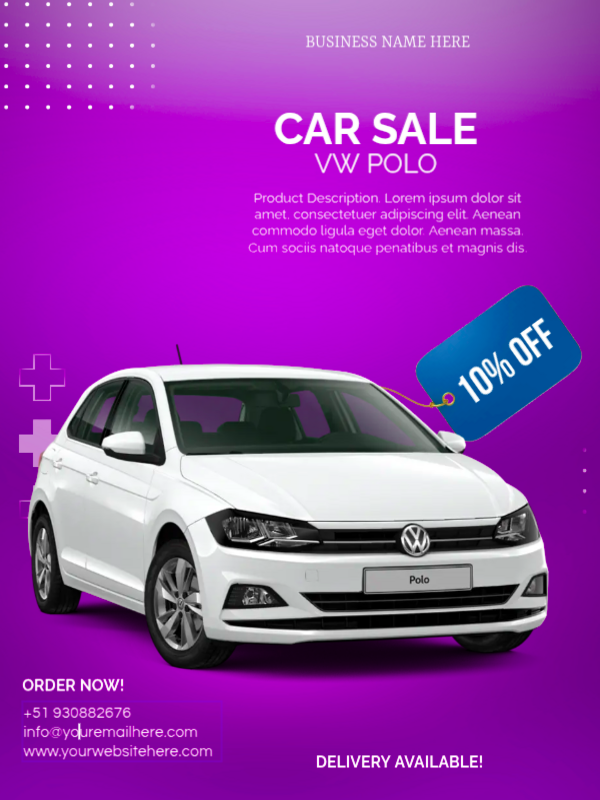 BUSINESS NAME HERE
CAR SALE
VW POLO
Product Description. Lorem ipsum dolor sit
amet, consectetuer adipiscing elit. Aenean
commodo ligula eget dolor. Aenean massa.
Cum sociis natoque penatibus et magnis dis.
10% OFF
Polo
ORDER NOW!
+51 930882676
info@youremailhere.com
www.yourwebsitehere.com
DELIVERY AVAILABLE!